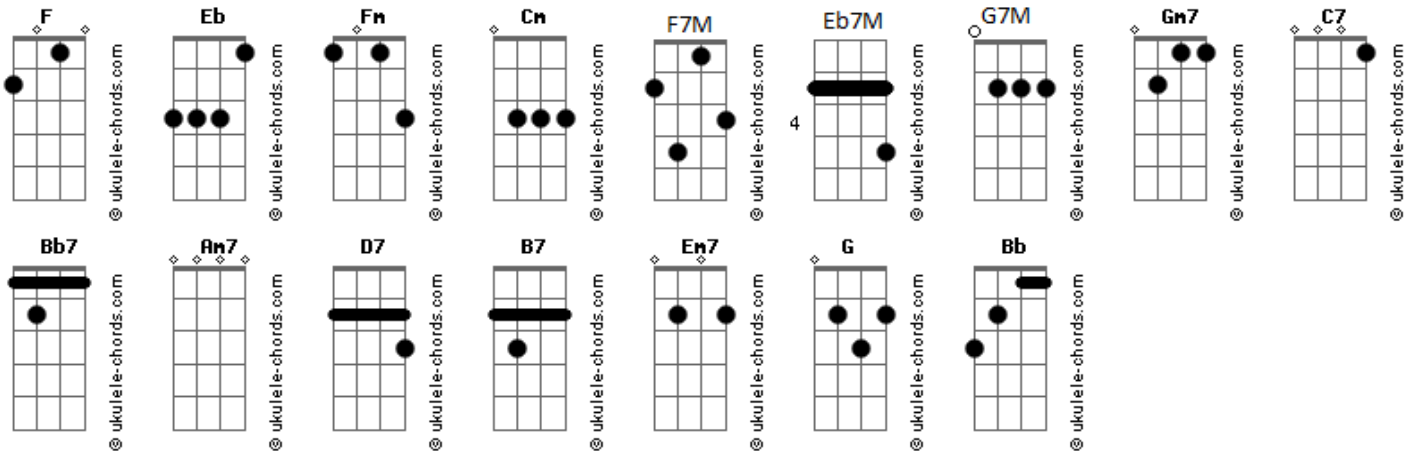 F Eb Fm Cm F7M Eb7M G7M Gm7 C7
© ukulele-chords.com © ukulele-chords.com © ukulele-chords.com © ukulele-chords.com © ukulele-chords.com © ukulele-chords.com © ukulele-chords.com © ukulele-chords.com © ukulele-chords.com
4
Bb7 Am7 D7 B7 Em7 G Bb
© ukulele-chords.com © ukulele-chords.com © ukulele-chords.com © ukulele-chords.com © ukulele-chords.com © ukulele-chords.com © ukulele-chords.com